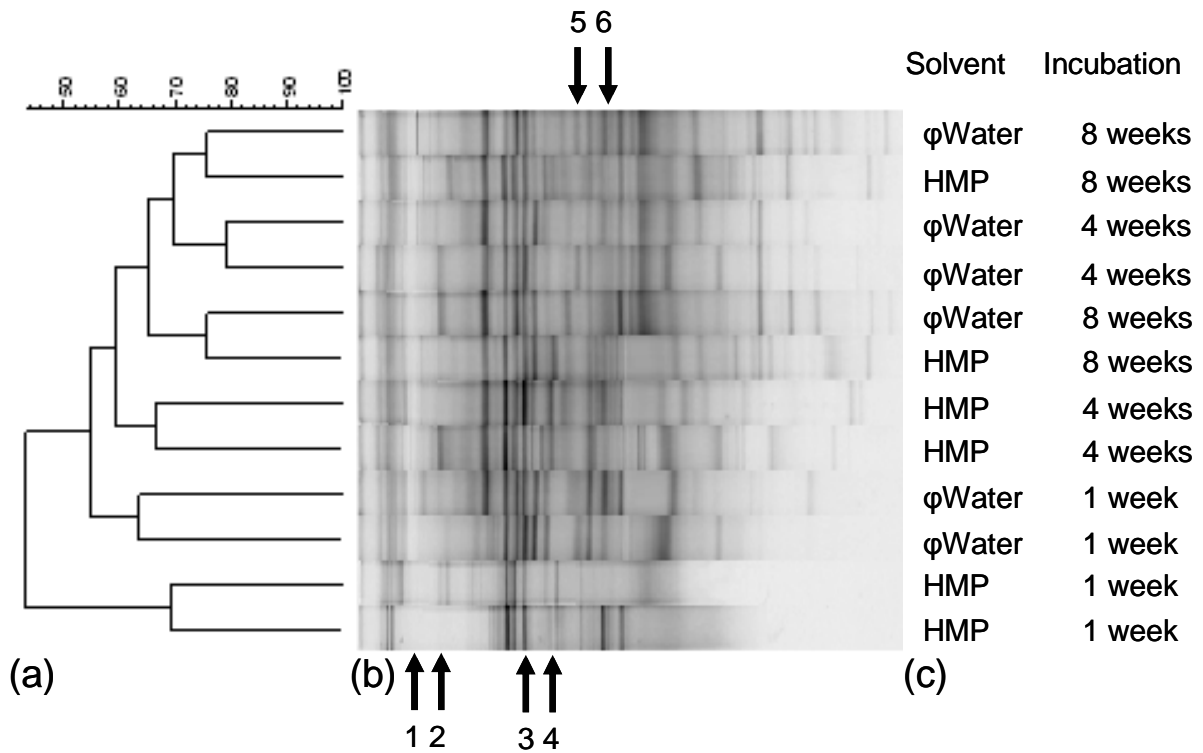 5 6
50 60 70 80 90 100
Solvent Incubation
φWater 8 weeks
HMP 8 weeks
φWater 4 weeks
φWater 4 weeks
φWater 8 weeks
HMP 8 weeks
HMP 4 weeks
HMP 4 weeks
φWater 1 week
φWater 1 week
HMP 1 week
HMP 1 week
(a) (b) (c)
1 2 3 4